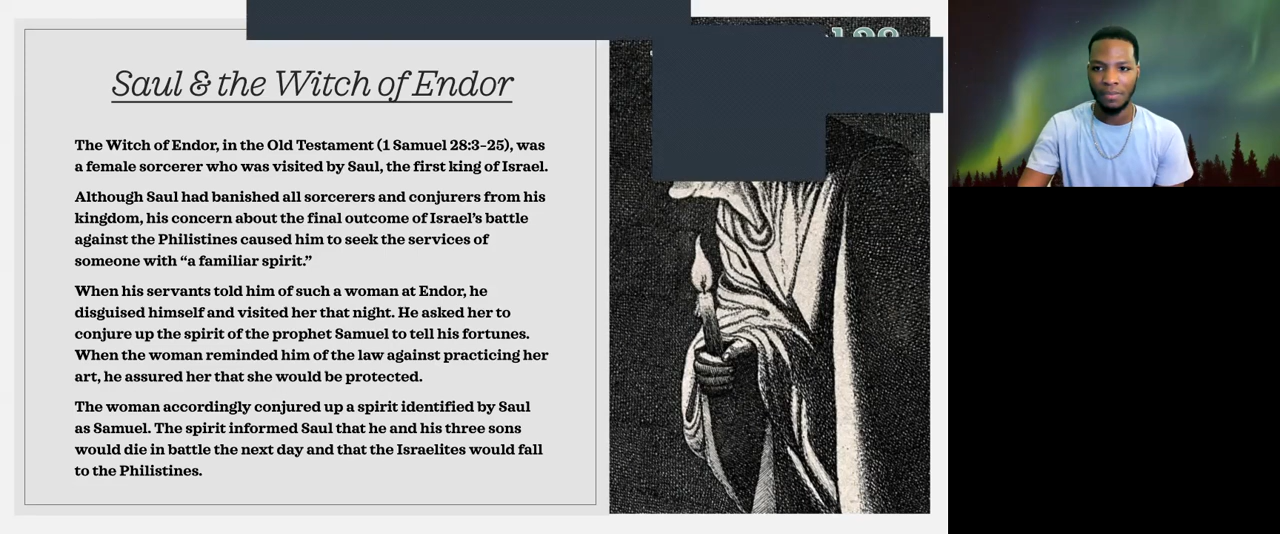 Saul & the Witch of Endor
The Witch of Endor, in the Old Testament (1 Samuel 28:3-25), was
a female sorcerer who was visited by Saul, the first king of Israel.
Although Saul had banished all sorcerers and conjurers from his
kingdom, his concern about the final outcome of Israel’s battle
against the Philistines caused him to seek the services of
someone with “a familiar spirit.”
When his servants told him of such a woman at Endor, he
disguised himself and visited her that night. He asked her to
conjure up the spirit of the prophet Samuel to tell his fortunes.
When the woman reminded him of the law against practicing her
art, he assured her that she would be protected.
The woman accordingly conjured up a spirit identified by Saul
as Samuel. The spirit informed Saul that he and his three sons
would die in battle the next day and that the Israelites would fall
to the Philistines.